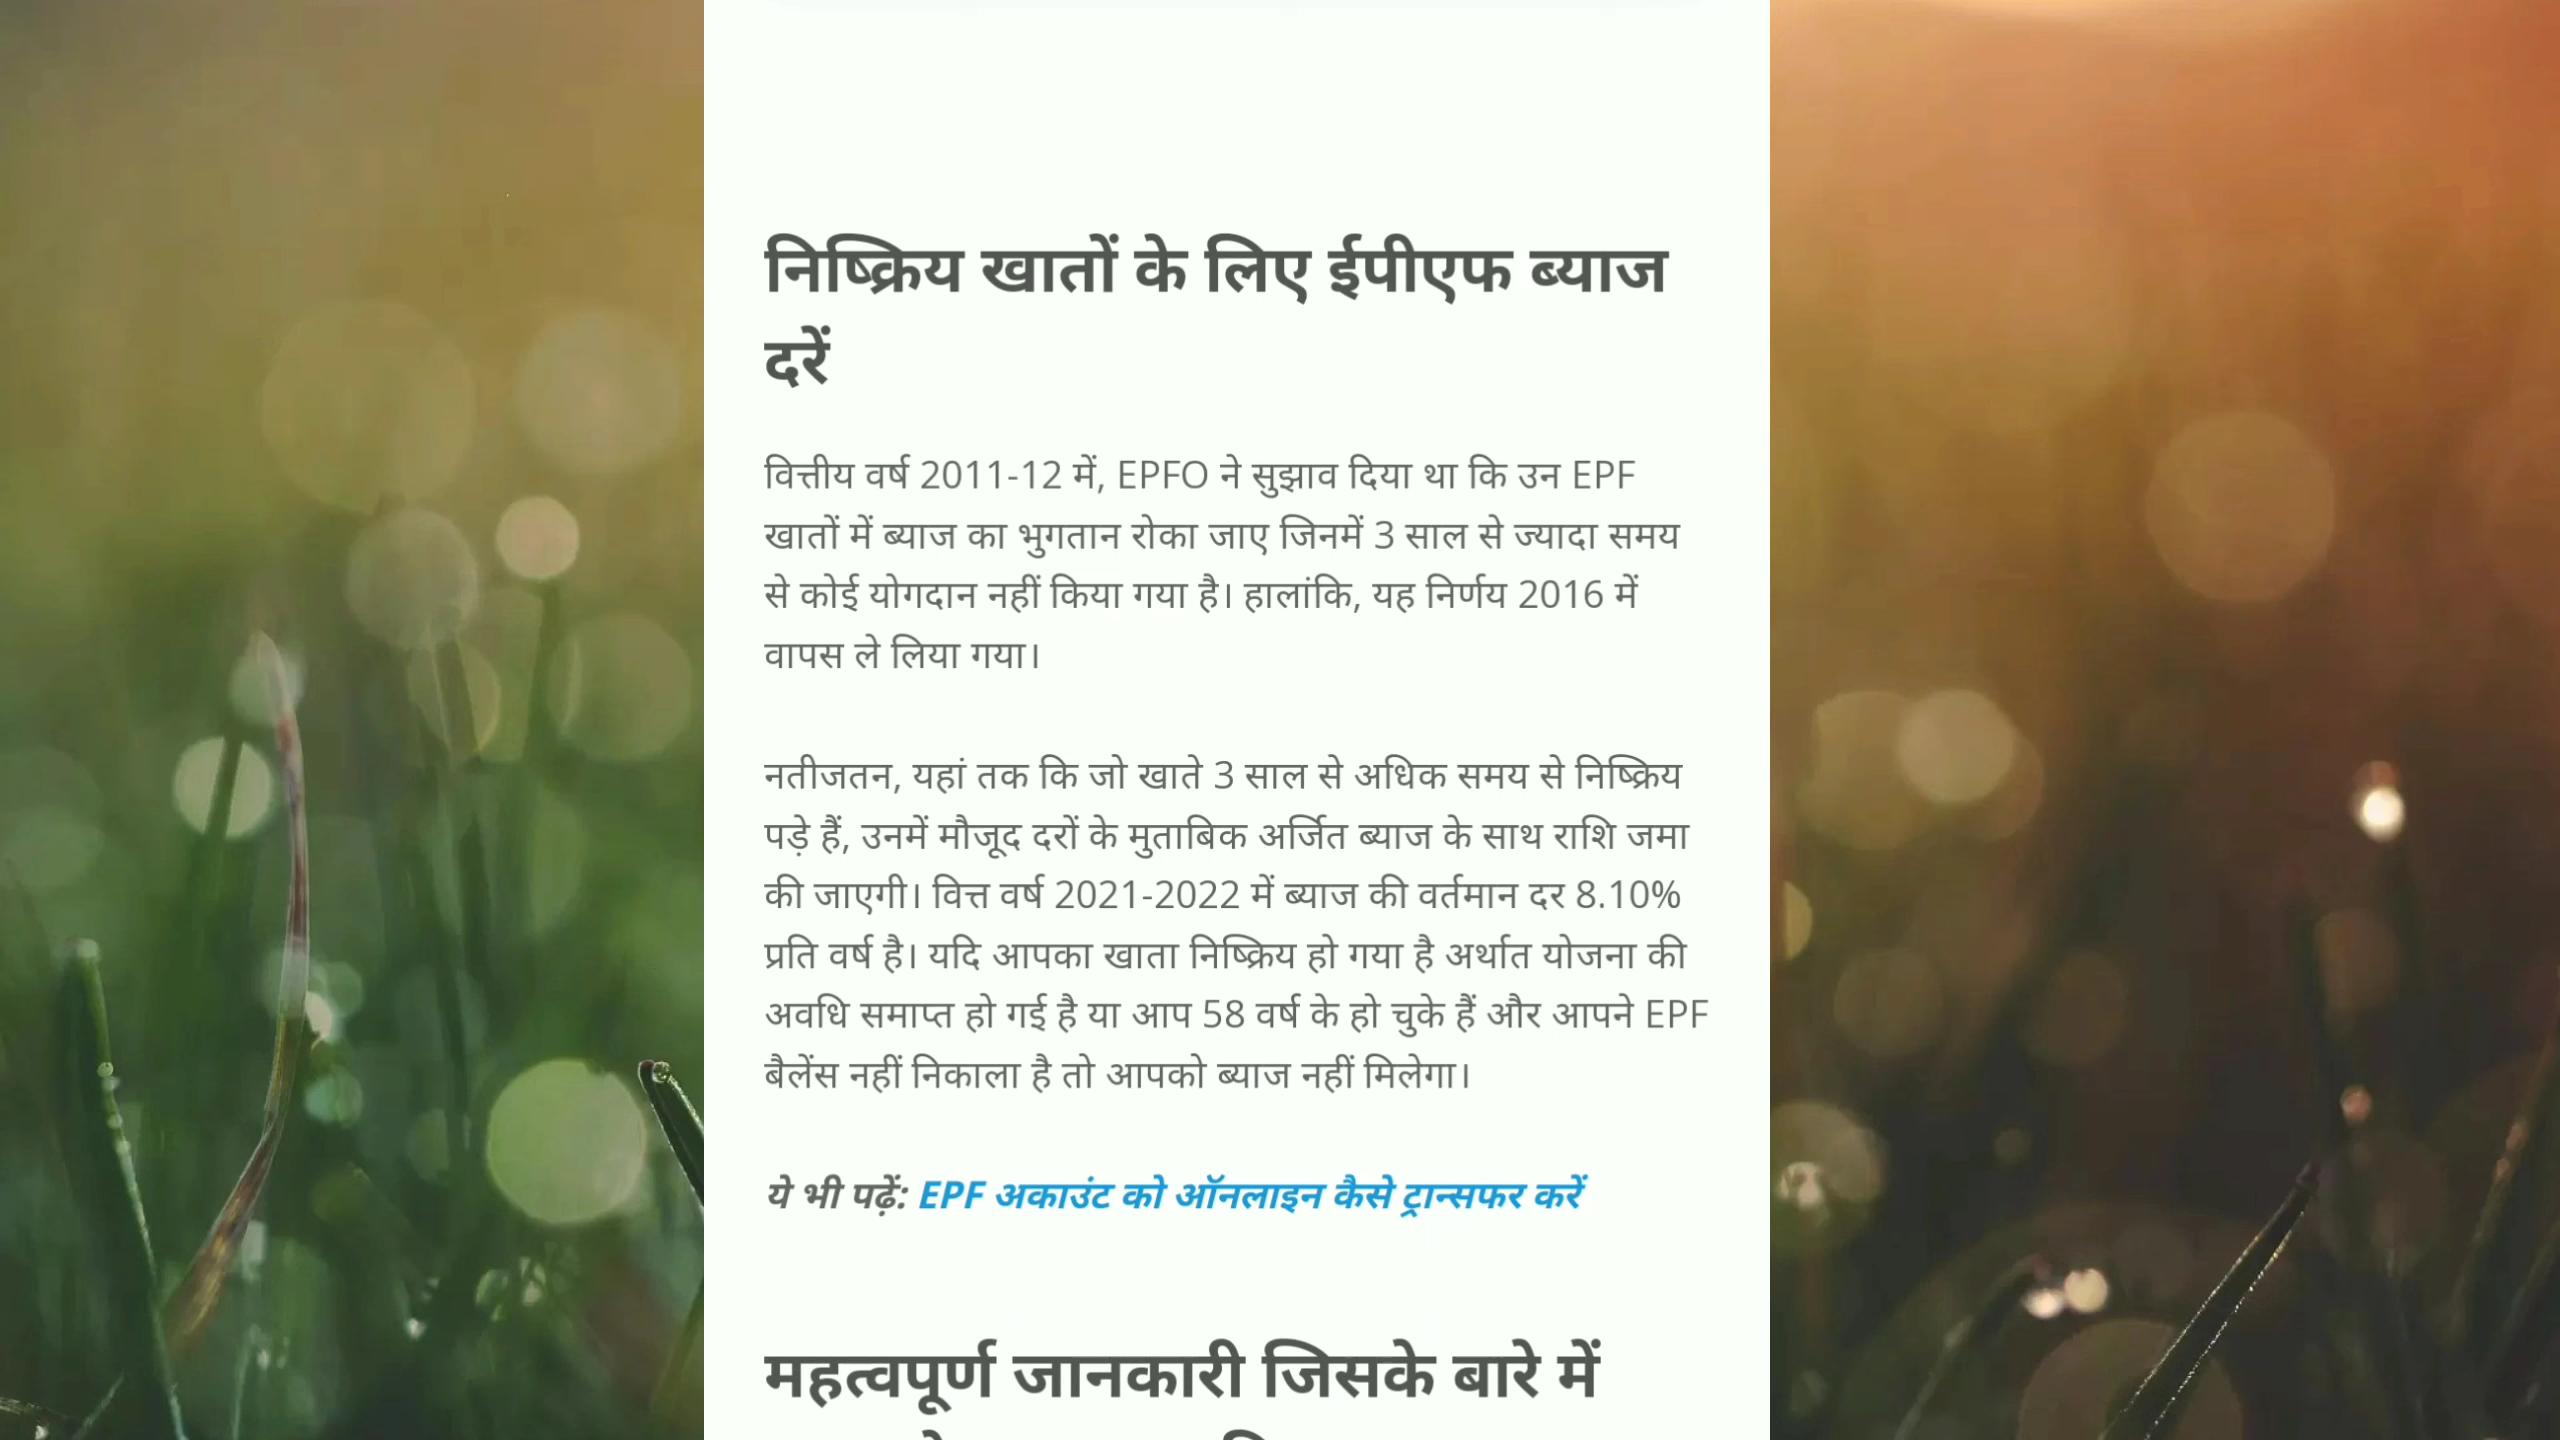 निष्क्रिय खातों के लिए ईपीएफ ब्याज
दरें
वित्तीय वर्ष 2011-12 में, EPFO ने सुझाव दिया था कि उन EPF
खातों में ब्याज का भुगतान रोका जाए जिनमें 3 साल से ज्यादा समय
से कोई योगदान नहीं किया गया है। हालांकि, यह निर्णय 2016 में
वापस ले लिया गया।
नतीजतन, यहां तक कि जो खाते 3 साल से अधिक समय से निष्क्रिय
पड़े हैं, उनमें मौजूद दरों के मुताबिक अर्जित ब्याज के साथ राशि जमा
की जाएगी। वित्त वर्ष 2021-2022 में ब्याज की वर्तमान दर 8.10%
प्रति वर्ष है। यदि आपका खाता निष्क्रिय हो गया है अर्थात योजना की
अवधि समाप्त हो गई है या आप 58 वर्ष के हो चुके हैं और आपने EPF
बैलेंस नहीं निकाला है तो आपको ब्याज नहीं मिलेगा।
ये भी पढ़ें: EPF अकाउंट को ऑनलाइन कैसे ट्रान्सफर करें
महत्वपूर्ण जानकारी जिसके बारे में